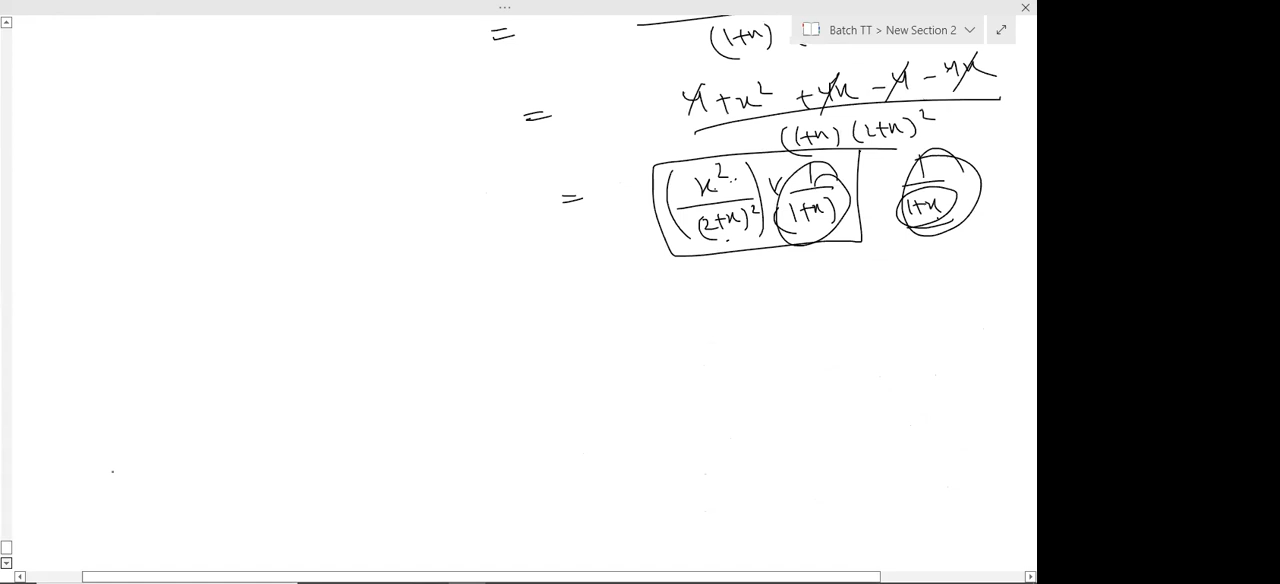 Batch TT > New Section 2
= (1+x)
= 4+x² +4x -4 -4x / (1+x) (2+x)²
= (x² / (2+x)²) × 1/(1+x) 1/(1+x)